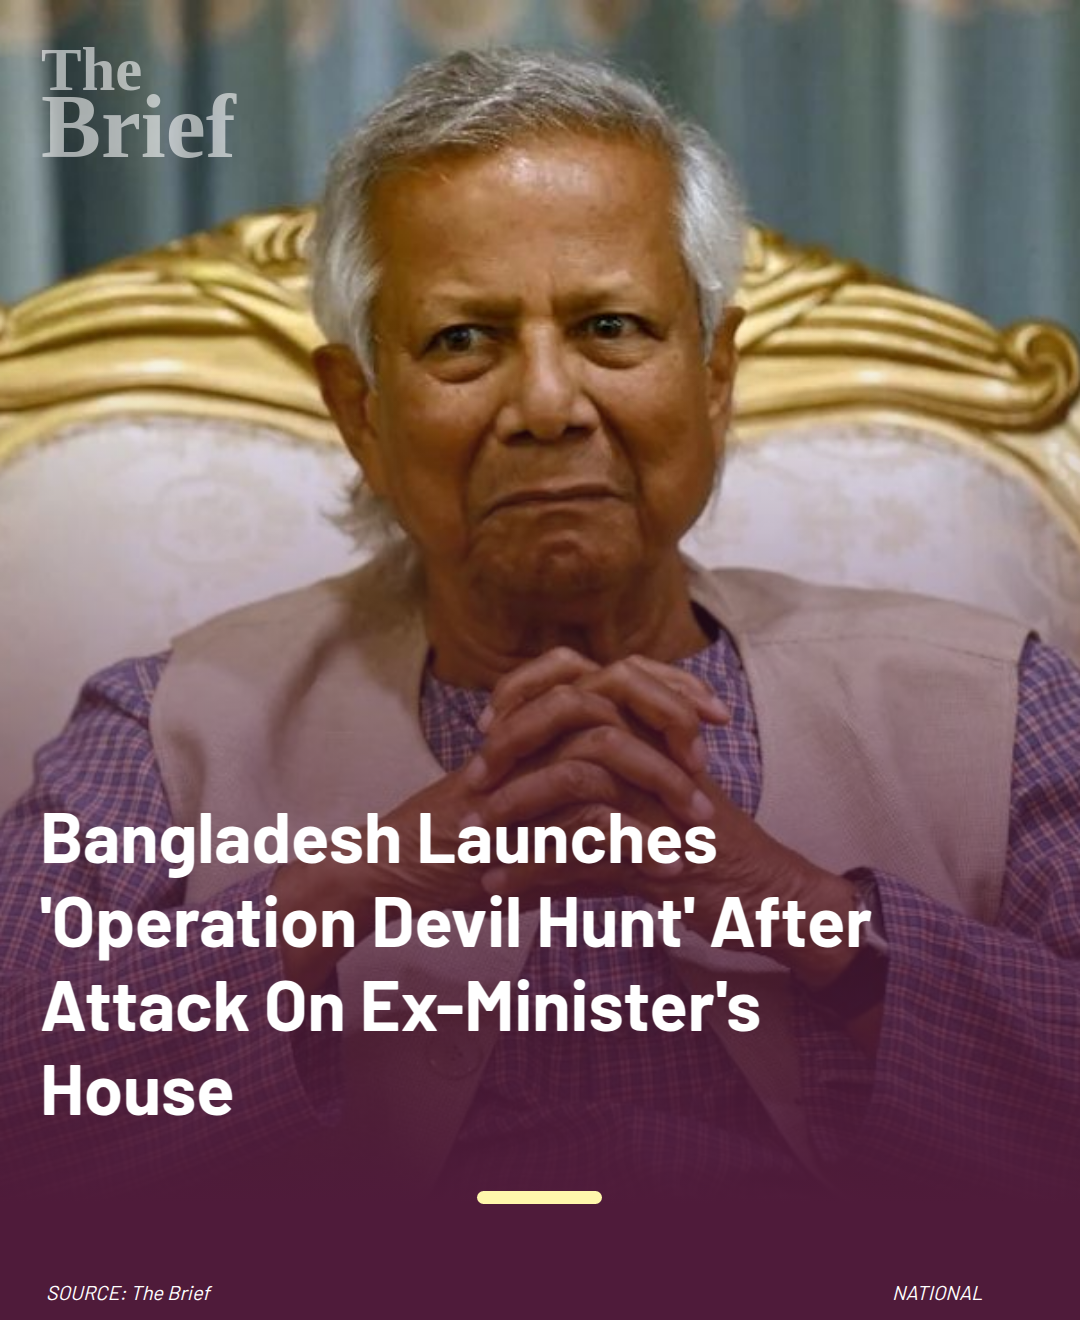 The
Brief
Bangladesh Launches
'Operation Devil Hunt' After
Attack On Ex-Minister's
House
SOURCE: The Brief
NATIONAL